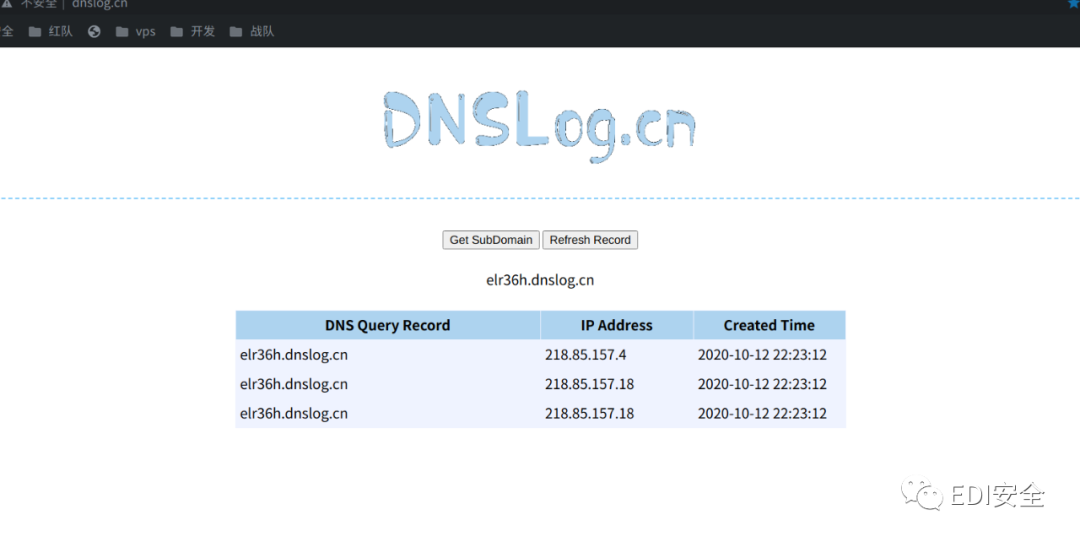 不安全 | dnslog.cn
全 红队 vps 开发 战队
DNSLog.cn
Get SubDomain Refresh Record
elr36h.dnslog.cn
DNS Query Record IP Address Created Time
elr36h.dnslog.cn 218.85.157.4 2020-10-12 22:23:12
elr36h.dnslog.cn 218.85.157.18 2020-10-12 22:23:12
elr36h.dnslog.cn 218.85.157.18 2020-10-12 22:23:12
EDI安全